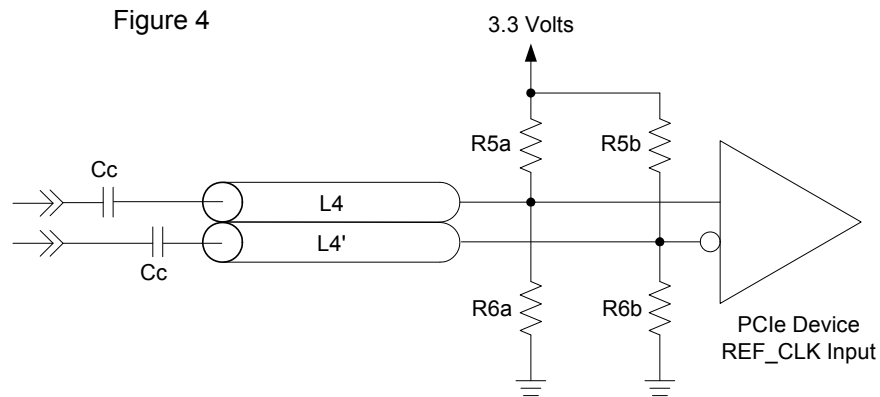 Figure 4
3.3 Volts
R5a
R5b
Cc
L4
L4'
Cc
R6a
R6b
PCIe Device
REF_CLK Input